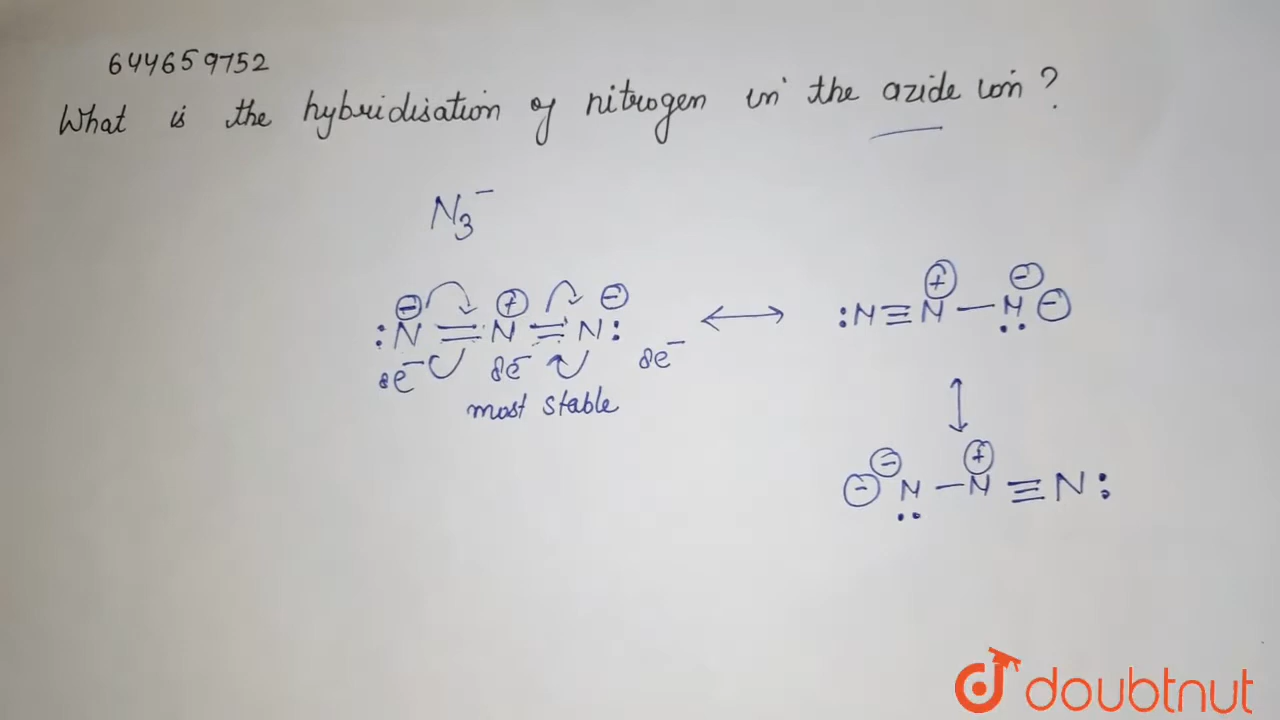 644659752
What is the hybridisation of nitrogen in the azide ion ?
N₃⁻
:N⊖ = N⊕ = N⊖: ⟷ :N ≡ N⊕ – N̤⊖ ⊖
8e⁻ 8e⁻ 8e⁻
most stable
↕
⊖ ⊖N̤ – N⊕ ≡ N:
doubtnut